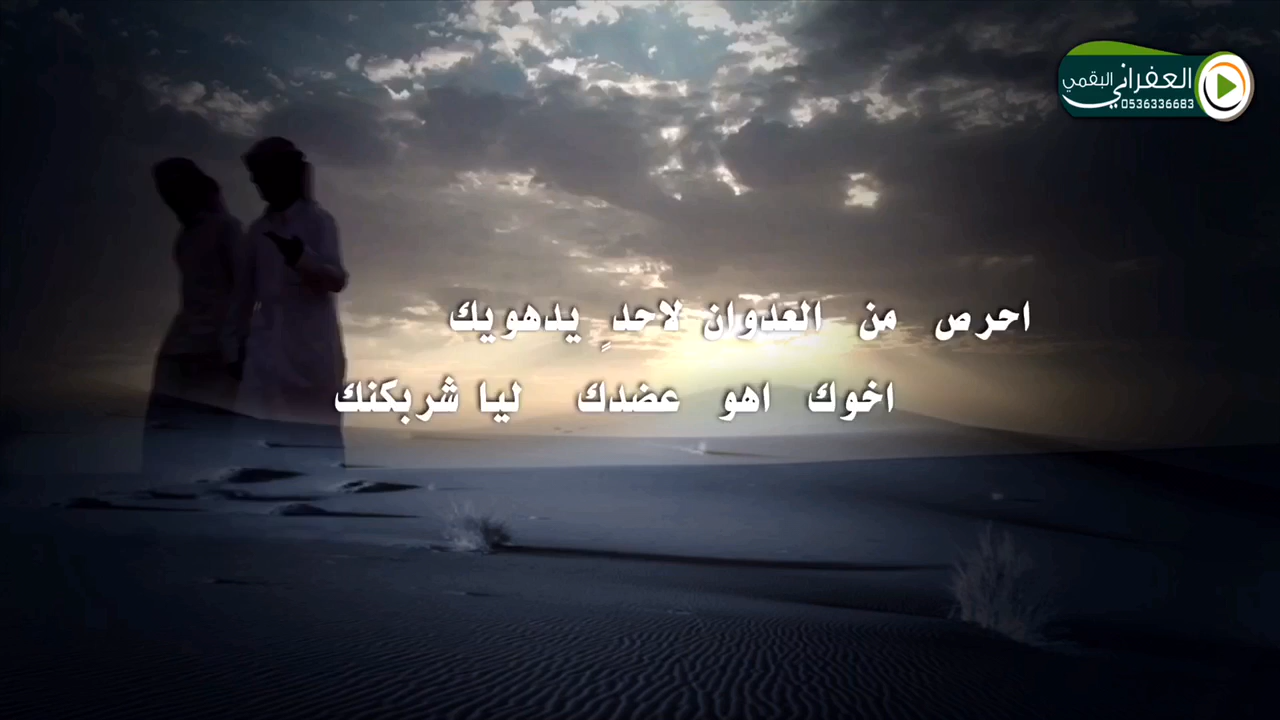 العفراني البقمي
0536336683
احرص من العدوان لاحدٍ يدهويك
اخوك اهو عضدك ليا شربكنك